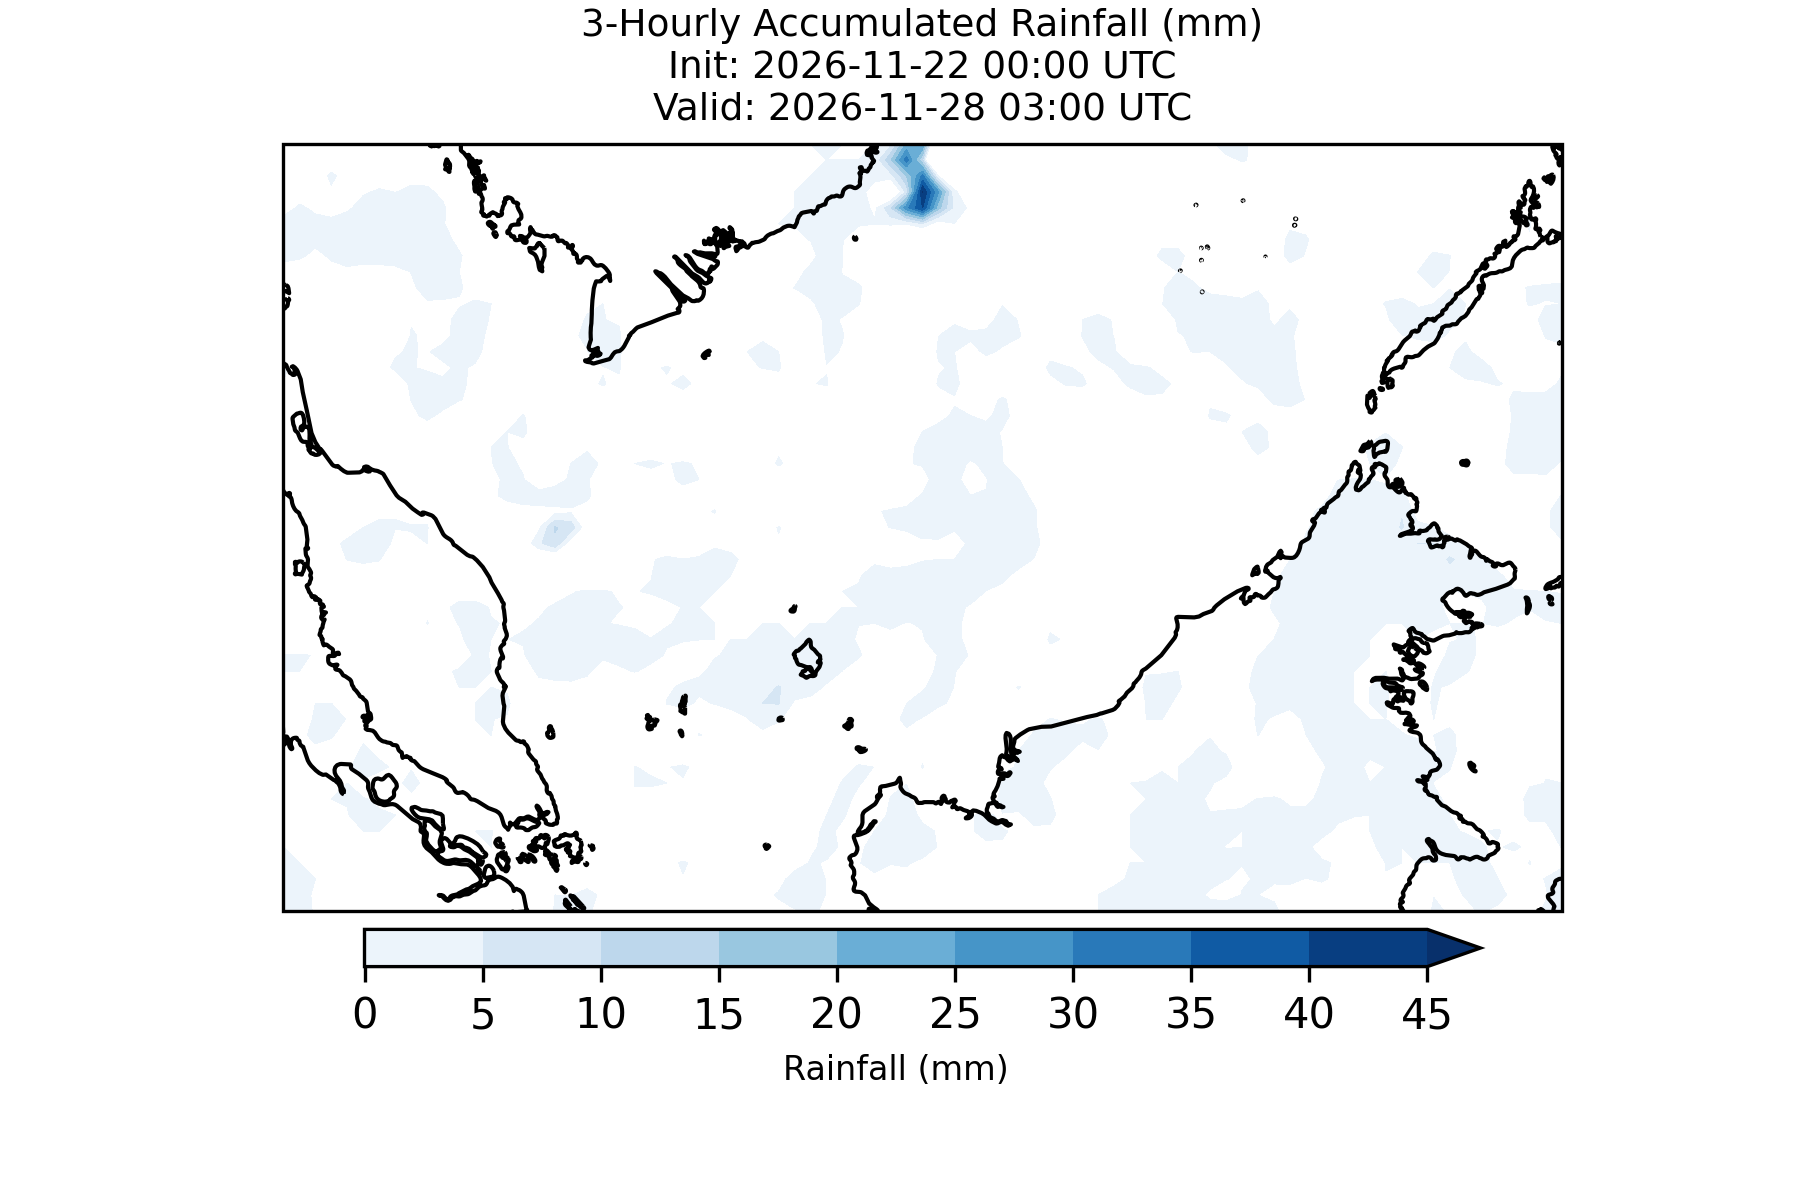 3-Hourly Accumulated Rainfall (mm)
Init: 2026-11-22 00:00 UTC
Valid: 2026-11-28 03:00 UTC
0 5 10 15 20 25 30 35 40 45
Rainfall (mm)